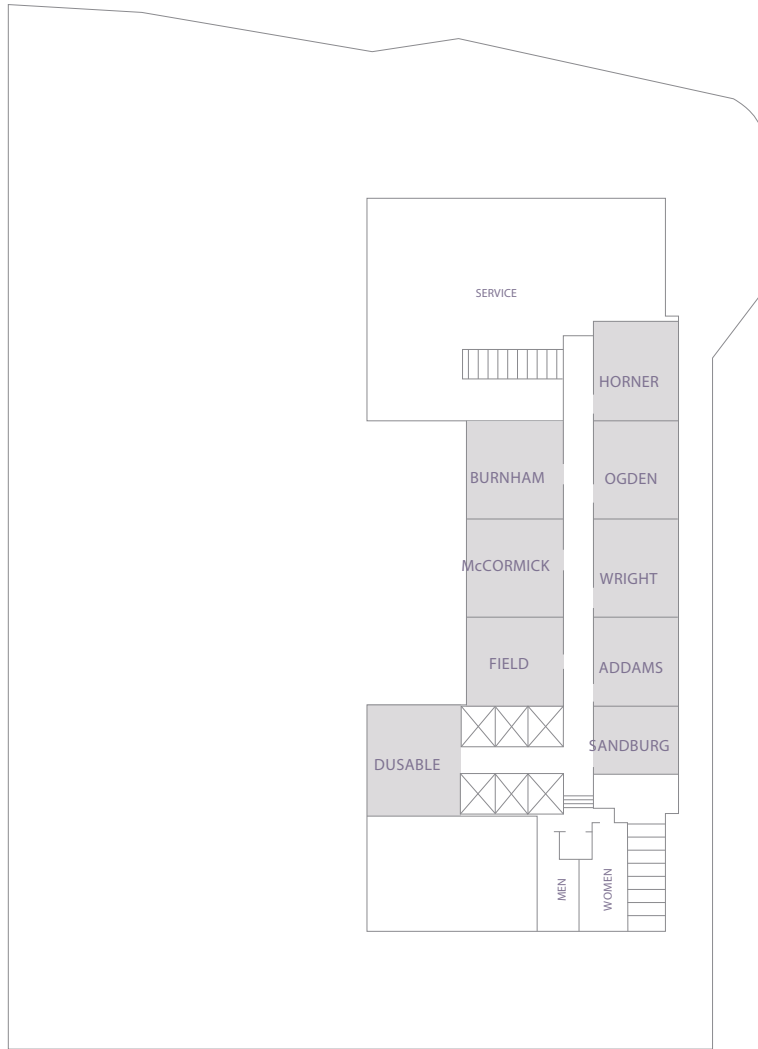 SERVICE
HORNER
BURNHAM
OGDEN
McCORMICK
WRIGHT
FIELD
ADDAMS
SANDBURG
DUSABLE
MEN
WOMEN